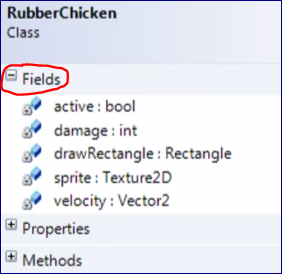 RubberChicken
Class
Fields
active : bool
damage : int
drawRectangle : Rectangle
sprite : Texture2D
velocity : Vector2
Properties
Methods